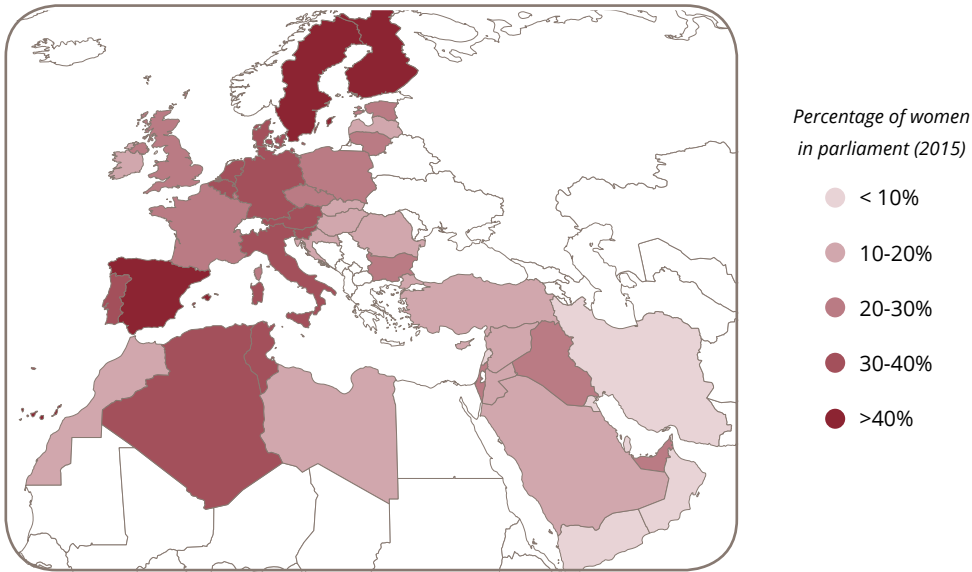 Percentage of women
in parliament (2015)
< 10%
10-20%
20-30%
30-40%
>40%